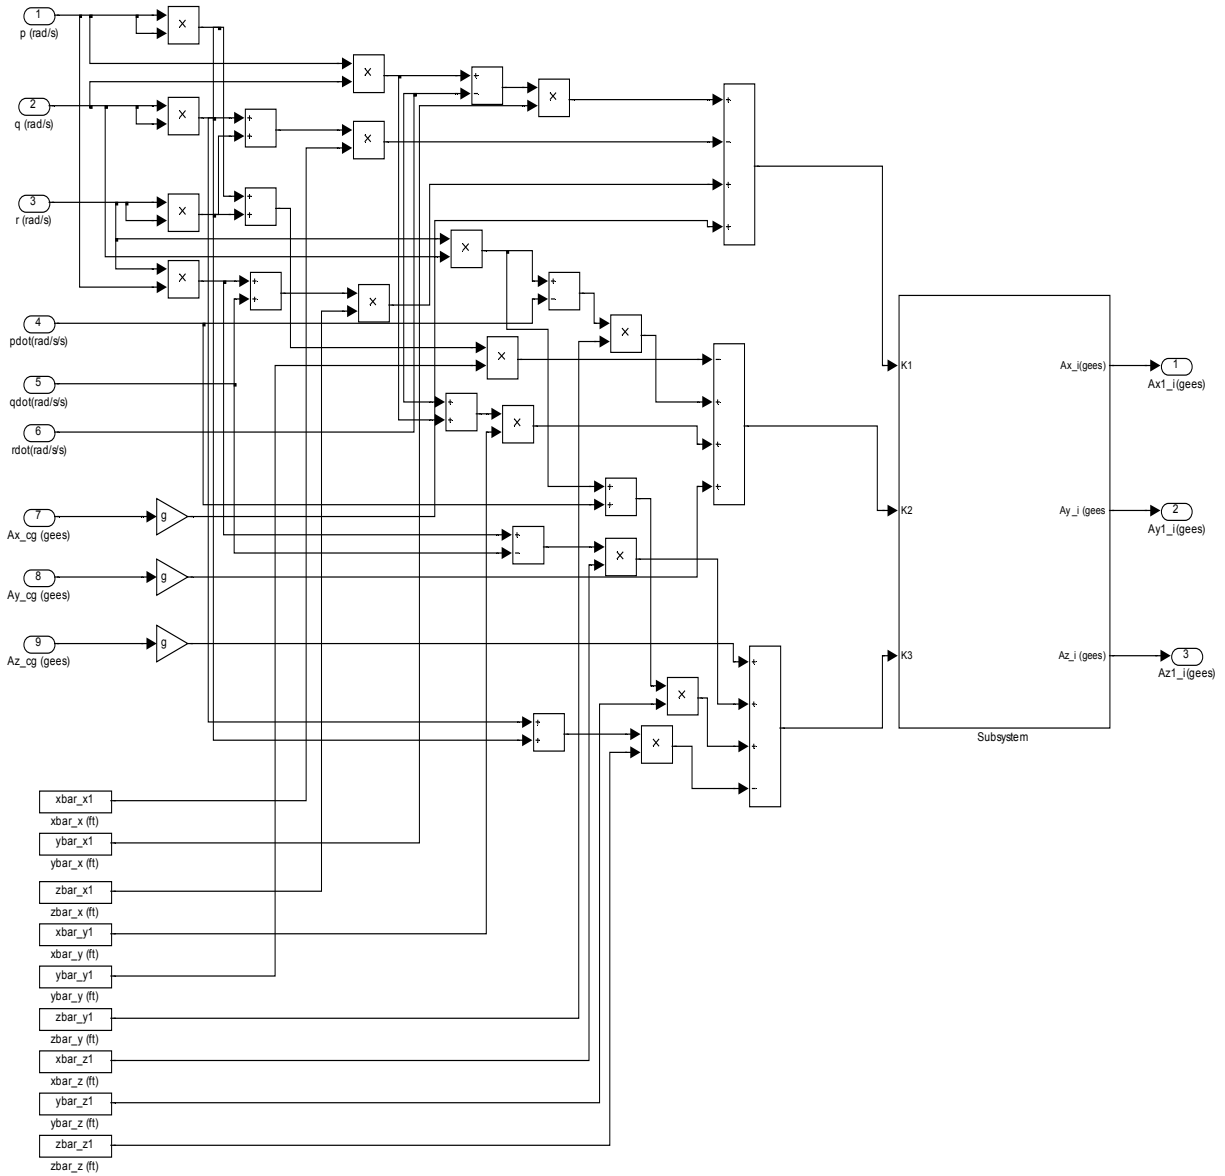 1
p (rad/s)
2
q (rad/s)
3
r (rad/s)
4
pdot(rad/s/s)
5
qdot(rad/s/s)
6
rdot(rad/s/s)
7
Ax_cg (gees)
g
8
Ay_cg (gees)
g
9
Az_cg (gees)
g
xbar_x1
xbar_x (ft)
ybar_x1
ybar_x (ft)
zbar_x1
zbar_x (ft)
xbar_y1
xbar_y (ft)
ybar_y1
ybar_y (ft)
zbar_y1
zbar_y (ft)
xbar_z1
xbar_z (ft)
ybar_z1
ybar_z (ft)
zbar_z1
zbar_z (ft)
K1
K2
K3
Ax_i(gees)
Ay_i (gees
Az_i (gees)
Subsystem
1
Ax1_i(gees)
2
Ay1_i(gees)
3
Az1_i(gees)